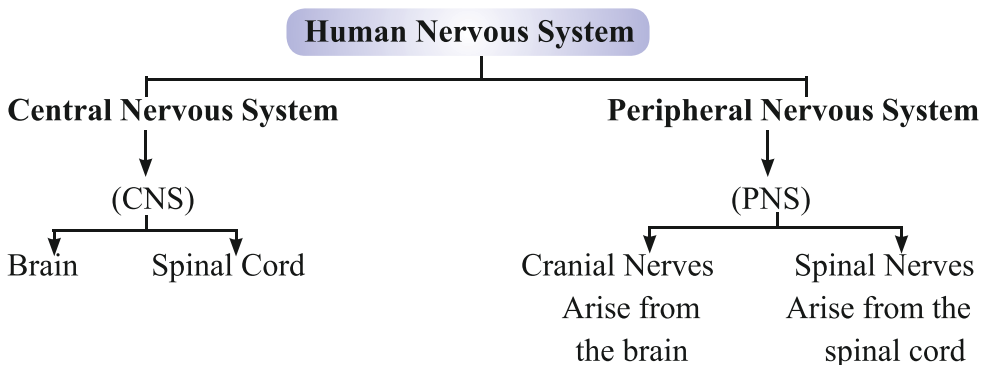 Human Nervous System
Central Nervous System
Peripheral Nervous System
(CNS)
(PNS)
Brain
Spinal Cord
Cranial Nerves
Arise from
the brain
Spinal Nerves
Arise from the
spinal cord